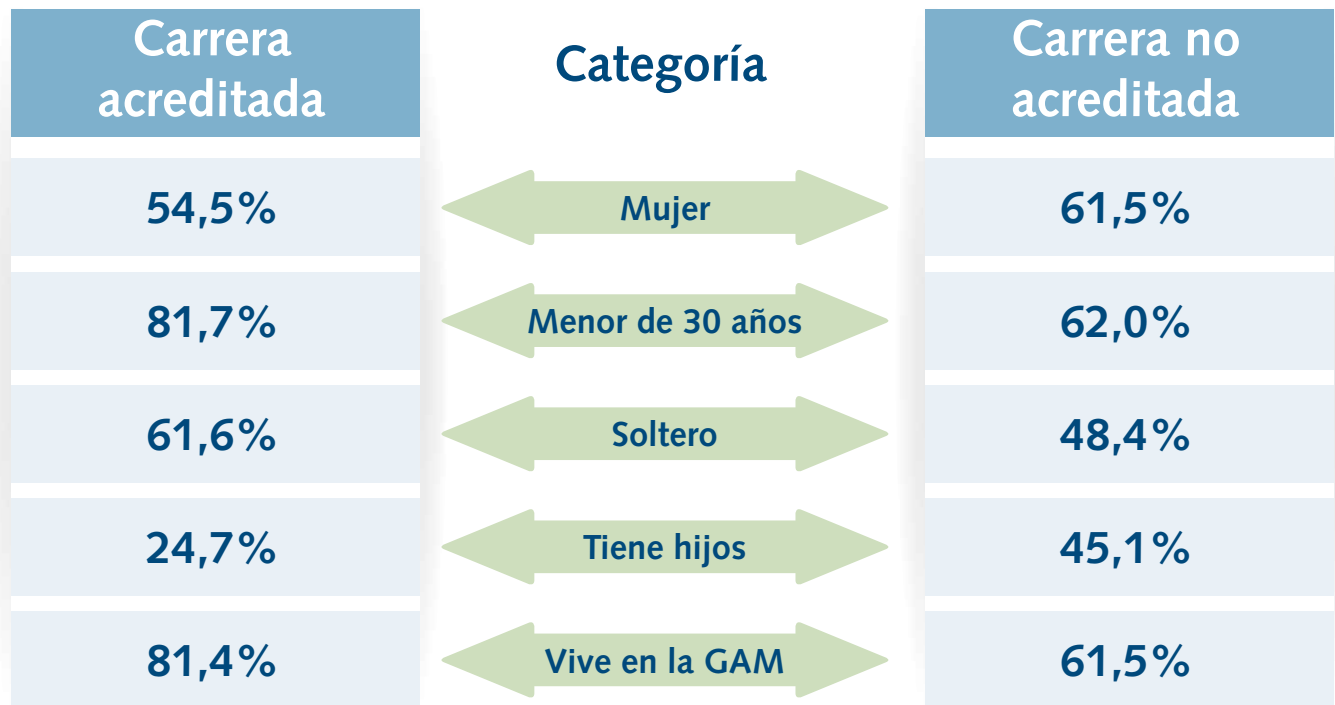 Carrera
acreditada
Categoría
Carrera no
acreditada
54,5%
Mujer
61,5%
81,7%
Menor de 30 años
62,0%
61,6%
Soltero
48,4%
24,7%
Tiene hijos
45,1%
81,4%
Vive en la GAM
61,5%